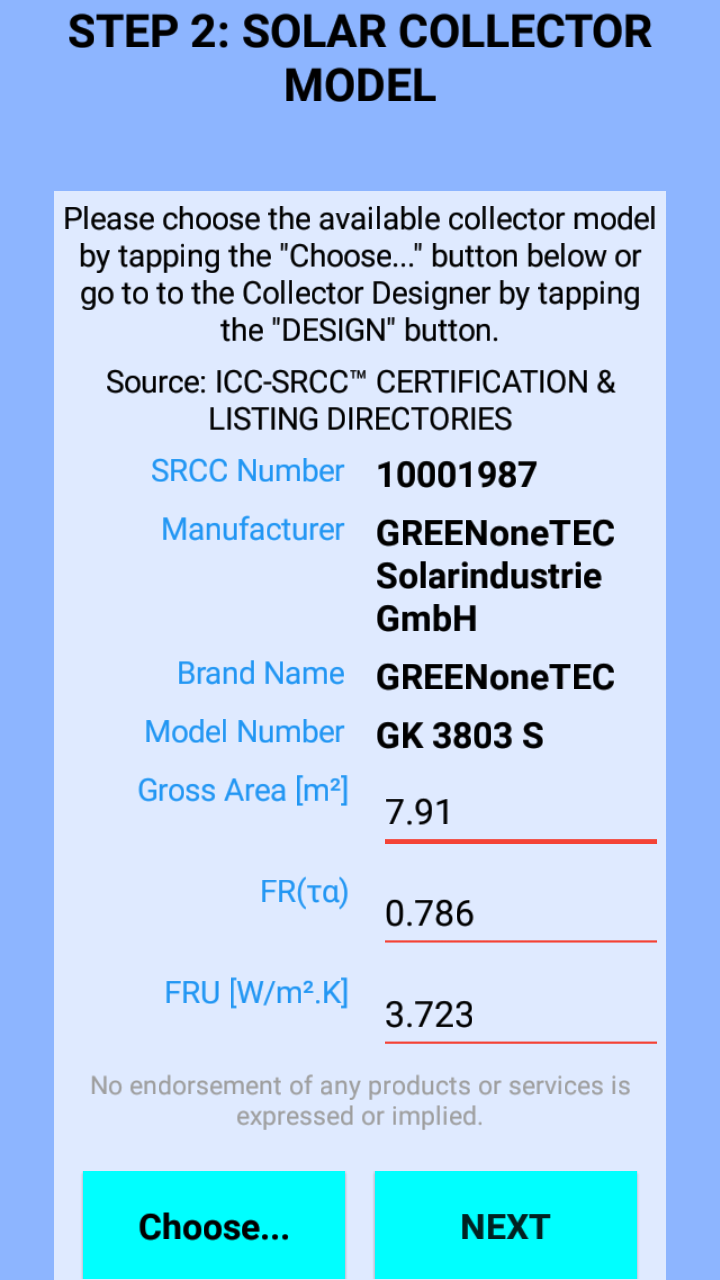 STEP 2: SOLAR COLLECTOR
MODEL
Please choose the available collector model
by tapping the "Choose..." button below or
go to to the Collector Designer by tapping
the "DESIGN" button.
Source: ICC-SRCC™ CERTIFICATION &
LISTING DIRECTORIES
SRCC Number 10001987
Manufacturer GREENoneTEC
Solarindustrie
GmbH
Brand Name GREENoneTEC
Model Number GK 3803 S
Gross Area [m²] 7.91
FR(τα) 0.786
FRU [W/m².K] 3.723
No endorsement of any products or services is
expressed or implied.
Choose... NEXT